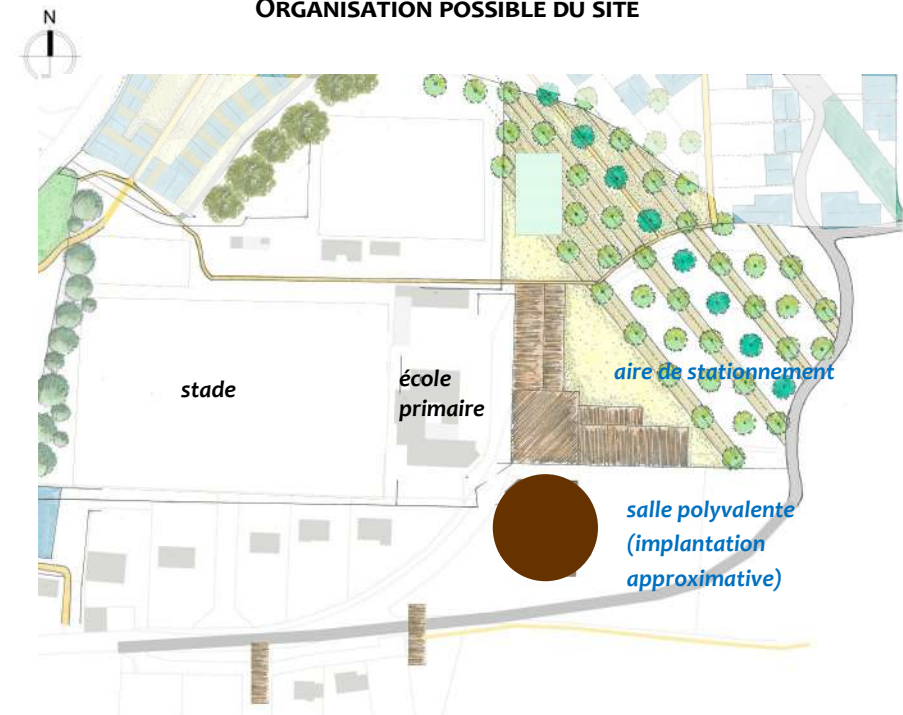 ORGANISATION POSSIBLE DU SITE
N
stade
école
primaire
aire de stationnement
salle polyvalente
(implantation
approximative)